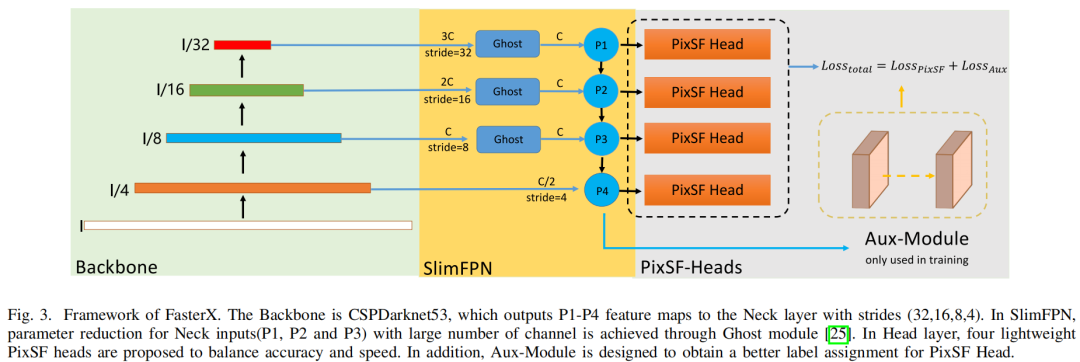 I/32
3C
stride=32
Ghost
C
P1
PixSF Head
I/16
2C
stride=16
Ghost
C
P2
PixSF Head
Loss_total = Loss_PixSF + Loss_Aux
I/8
C
stride=8
Ghost
C
P3
PixSF Head
I/4
C/2
stride=4
P4
PixSF Head
I
Aux-Module
only used in training
Backbone
SlimFPN
PixSF-Heads
Fig. 3. Framework of FasterX. The Backbone is CSPDarknet53, which outputs P1-P4 feature maps to the Neck layer with strides (32,16,8,4). In SlimFPN,
parameter reduction for Neck inputs(P1, P2 and P3) with large number of channel is achieved through Ghost module [25]. In Head layer, four lightweight
PixSF heads are proposed to balance accuracy and speed. In addition, Aux-Module is designed to obtain a better label assignment for PixSF Head.